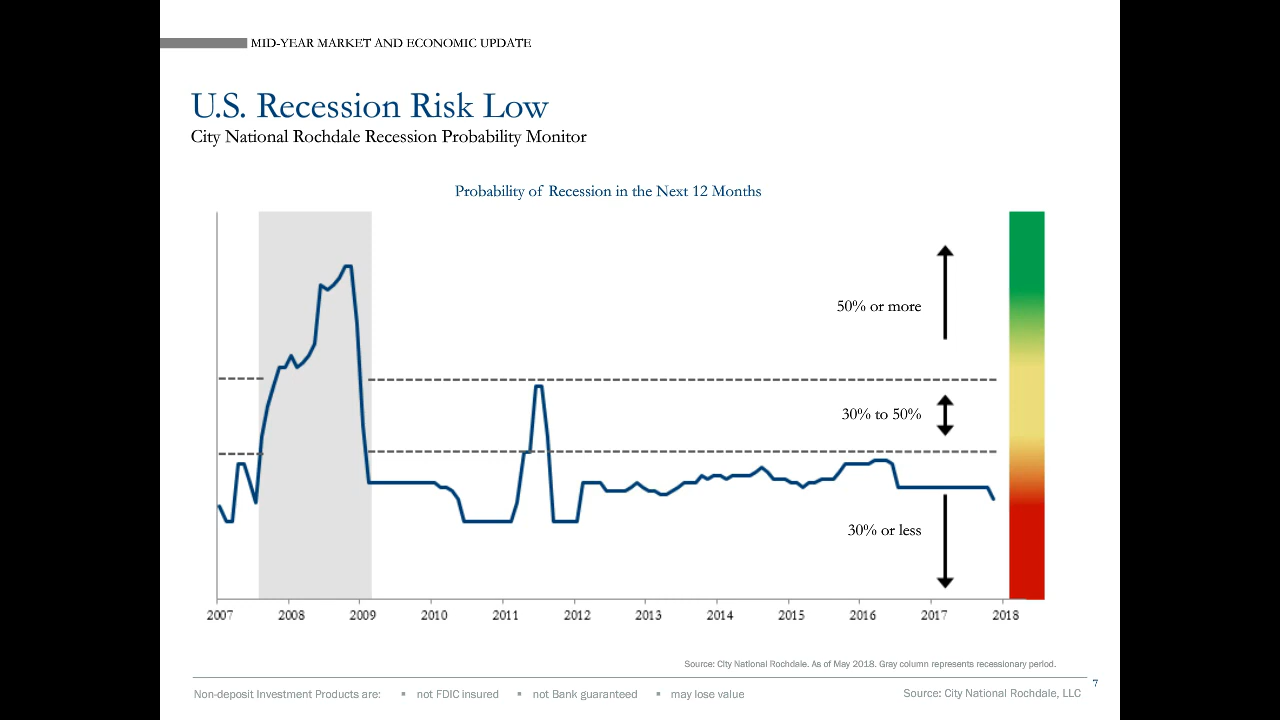 MID-YEAR MARKET AND ECONOMIC UPDATE
U.S. Recession Risk Low
City National Rochdale Recession Probability Monitor
Probability of Recession in the Next 12 Months
50% or more
30% to 50%
30% or less
2007 2008 2009 2010 2011 2012 2013 2014 2015 2016 2017 2018
Source: City National Rochdale. As of May 2018. Gray column represents recessionary period.
7
Non-deposit Investment Products are: ▪ not FDIC insured ▪ not Bank guaranteed ▪ may lose value Source: City National Rochdale, LLC